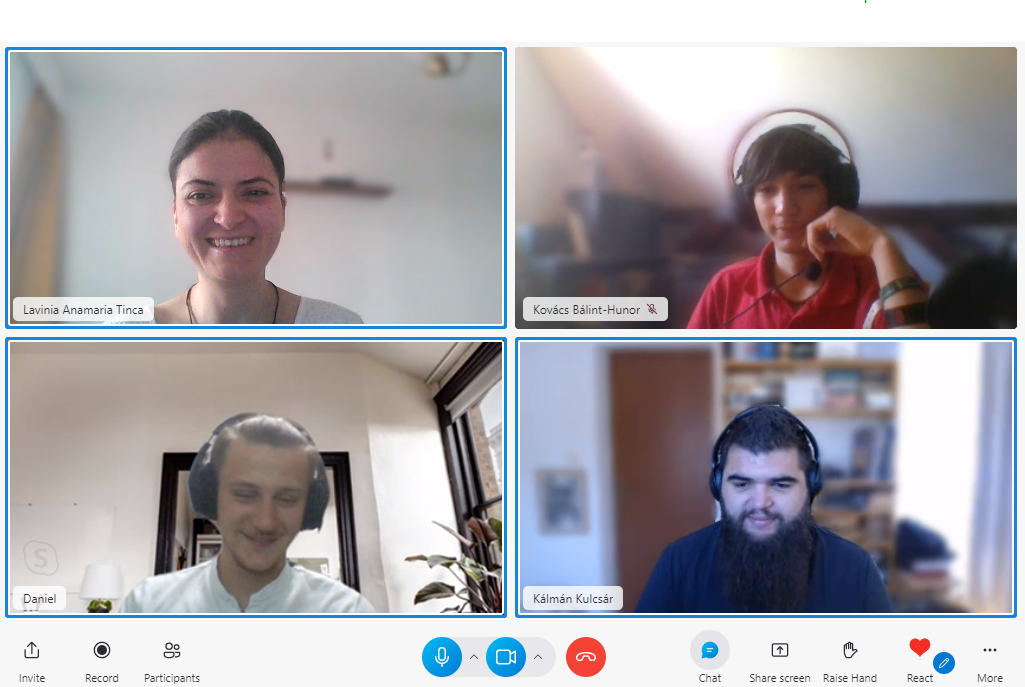 Lavinia Anamaria Tinca
Kovács Bálint-Hunor
S
Daniel
Kálmán Kulcsár
Invite
Record
Participants
Chat
Share screen
Raise Hand
React
More